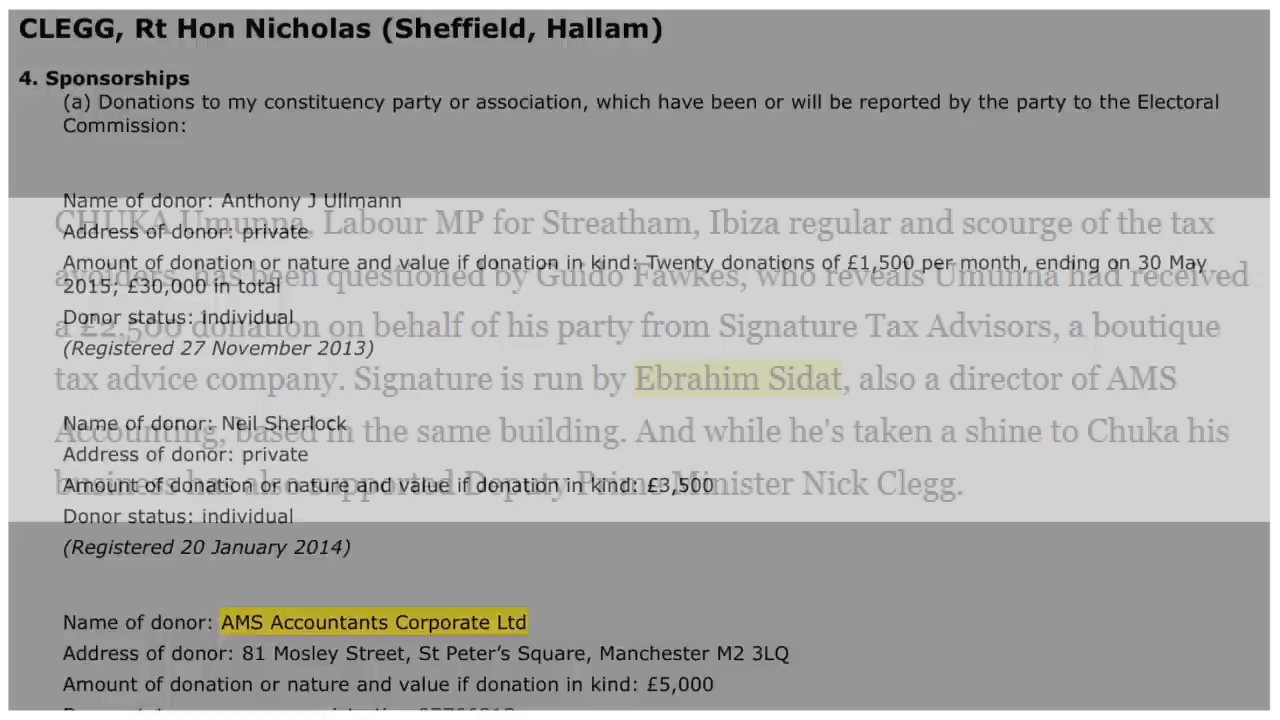 CLEGG, Rt Hon Nicholas (Sheffield, Hallam)
4. Sponsorships
(a) Donations to my constituency party or association, which have been or will be reported by the party to the Electoral
Commission:
Name of donor: Anthony J Ullmann
Address of donor: private
Amount of donation or nature and value if donation in kind: Twenty donations of £1,500 per month, ending on 30 May
2015; £30,000 in total
Donor status: individual
(Registered 27 November 2013)
Name of donor: Neil Sherlock
Address of donor: private
Amount of donation or nature and value if donation in kind: £3,500
Donor status: individual
(Registered 20 January 2014)
Name of donor: AMS Accountants Corporate Ltd
Address of donor: 81 Mosley Street, St Peter's Square, Manchester M2 3LQ
Amount of donation or nature and value if donation in kind: £5,000
CHUKA Umunna, Labour MP for Streatham, Ibiza regular and scourge of the tax
avoiders, has been questioned by Guido Fawkes, who reveals Umunna had received
a £2,500 donation on behalf of his party from Signature Tax Advisors, a boutique
tax advice company. Signature is run by Ebrahim Sidat, also a director of AMS
Accounting, based in the same building. And while he's taken a shine to Chuka his
business has also supported Deputy Prime Minister Nick Clegg.